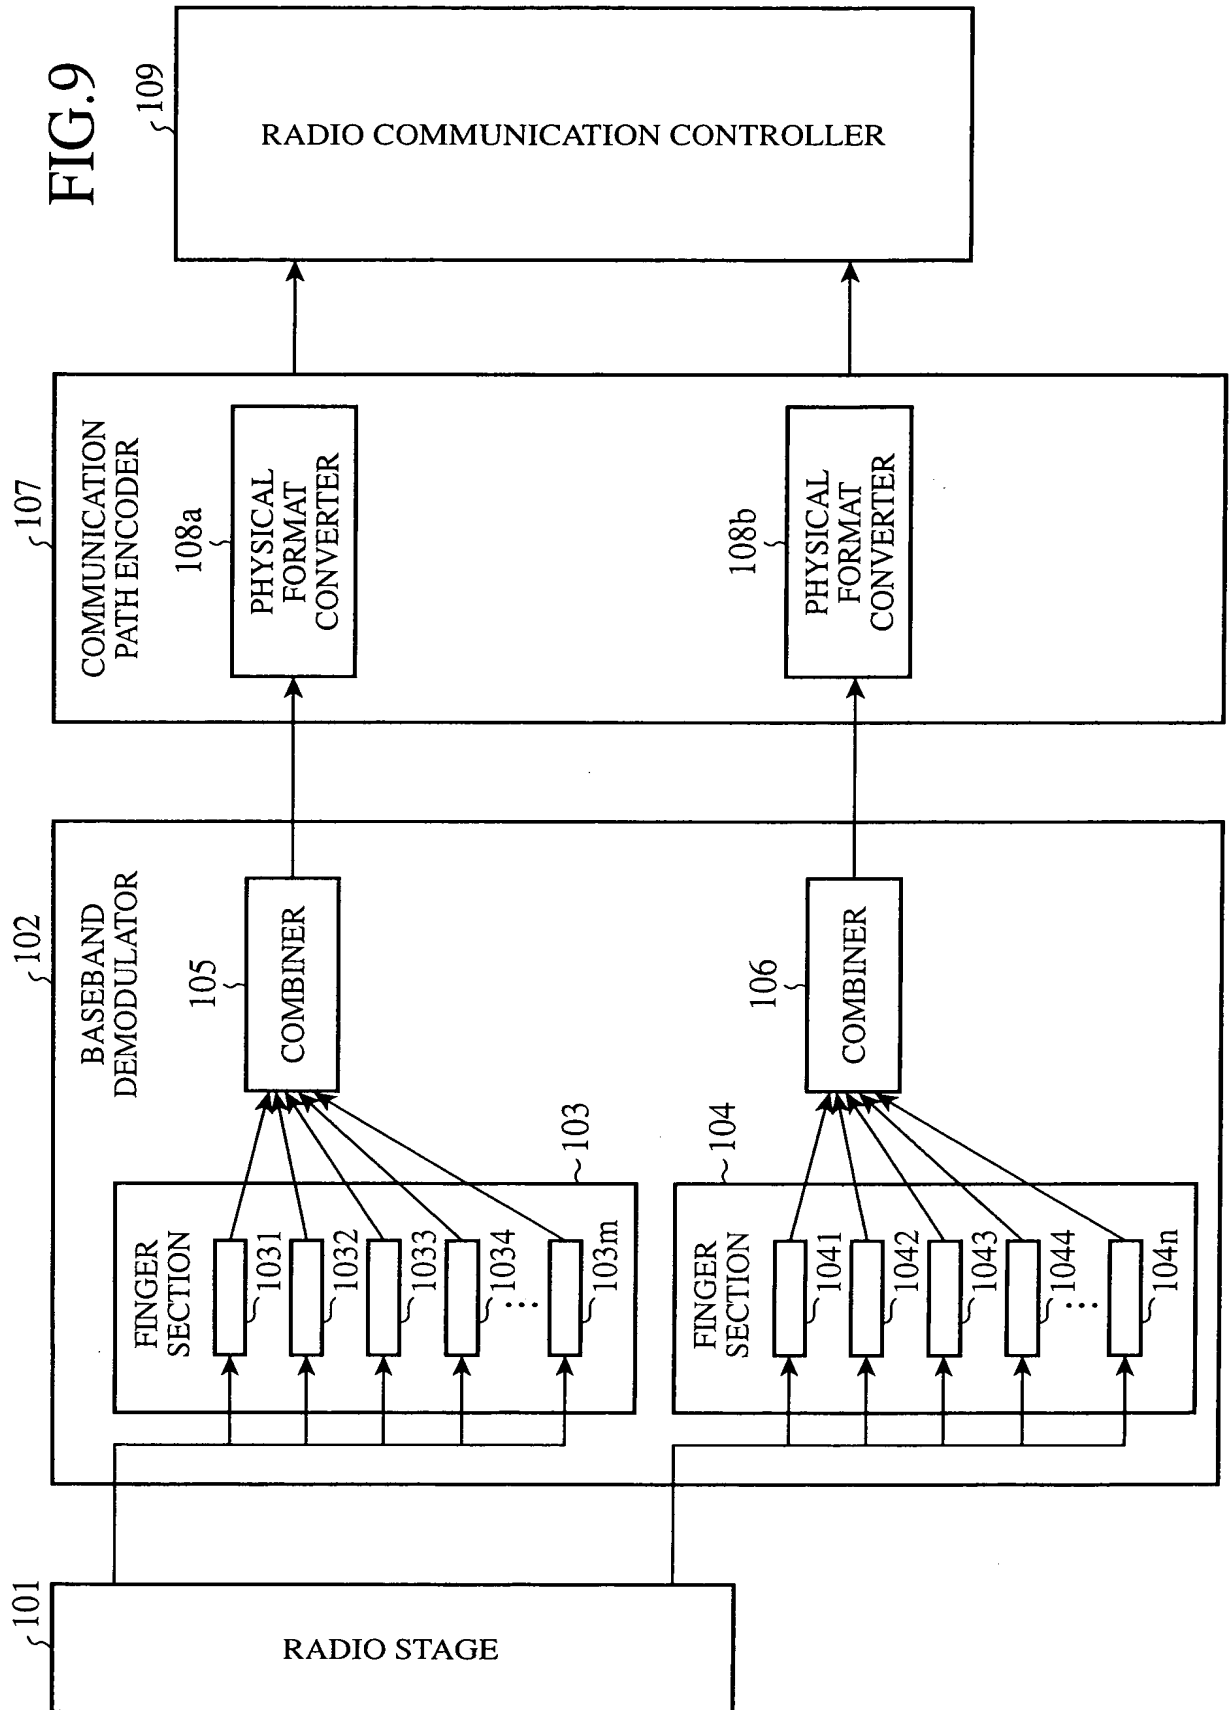 FIG.9
101
RADIO STAGE
102
BASEBAND
DEMODULATOR
FINGER
SECTION
1031
1032
1033
1034
⋮
103m
103
105
COMBINER
FINGER
SECTION
1041
1042
1043
1044
⋮
104n
104
106
COMBINER
107
COMMUNICATION
PATH ENCODER
108a
PHYSICAL
FORMAT
CONVERTER
108b
PHYSICAL
FORMAT
CONVERTER
109
RADIO COMMUNICATION CONTROLLER